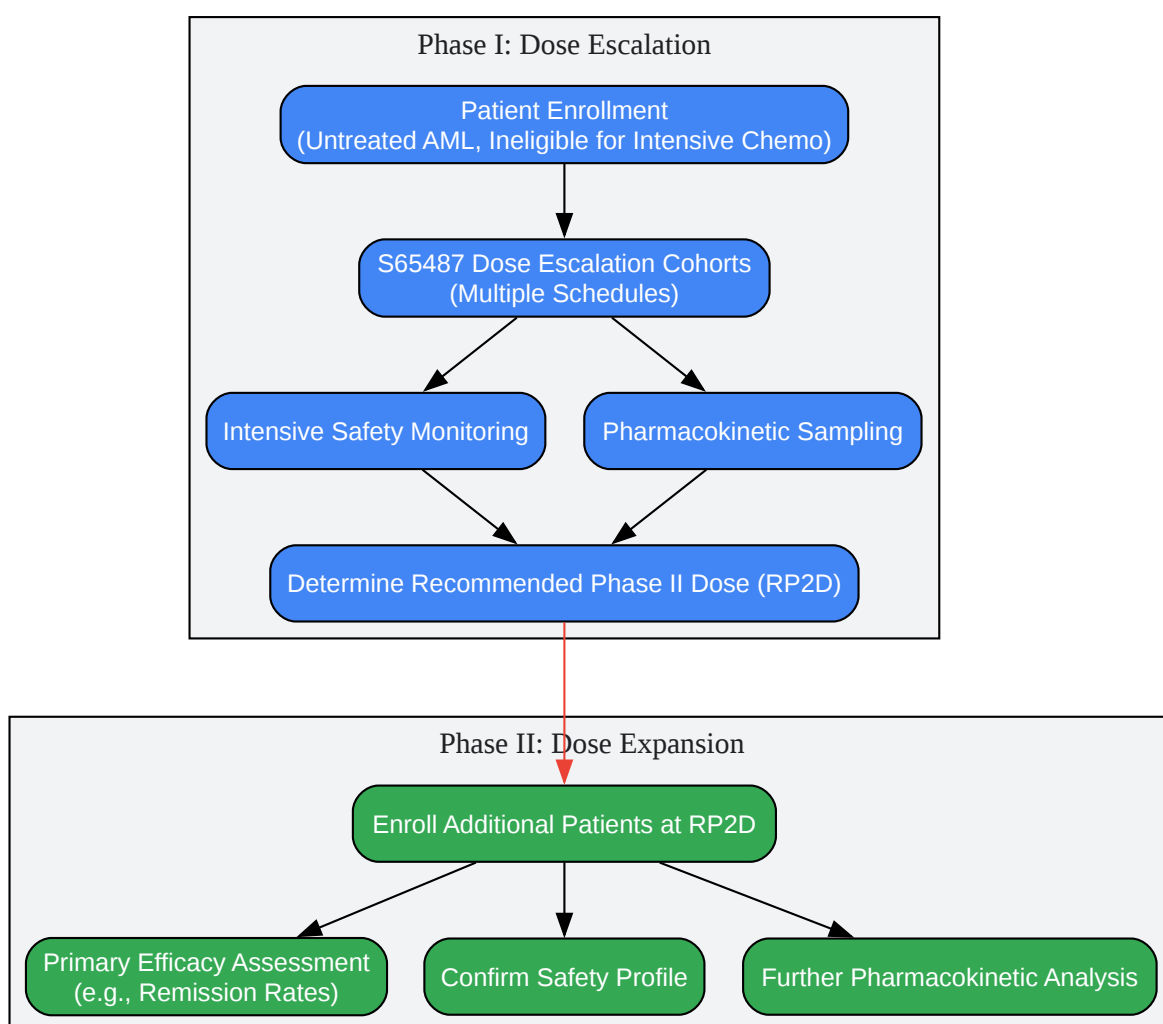 Phase I: Dose Escalation
Patient Enrollment
(Untreated AML, Ineligible for Intensive Chemo)
S65487 Dose Escalation Cohorts
(Multiple Schedules)
Intensive Safety Monitoring
Pharmacokinetic Sampling
Determine Recommended Phase II Dose (RP2D)
Phase II: Dose Expansion
Enroll Additional Patients at RP2D
Primary Efficacy Assessment
(e.g., Remission Rates)
Confirm Safety Profile
Further Pharmacokinetic Analysis